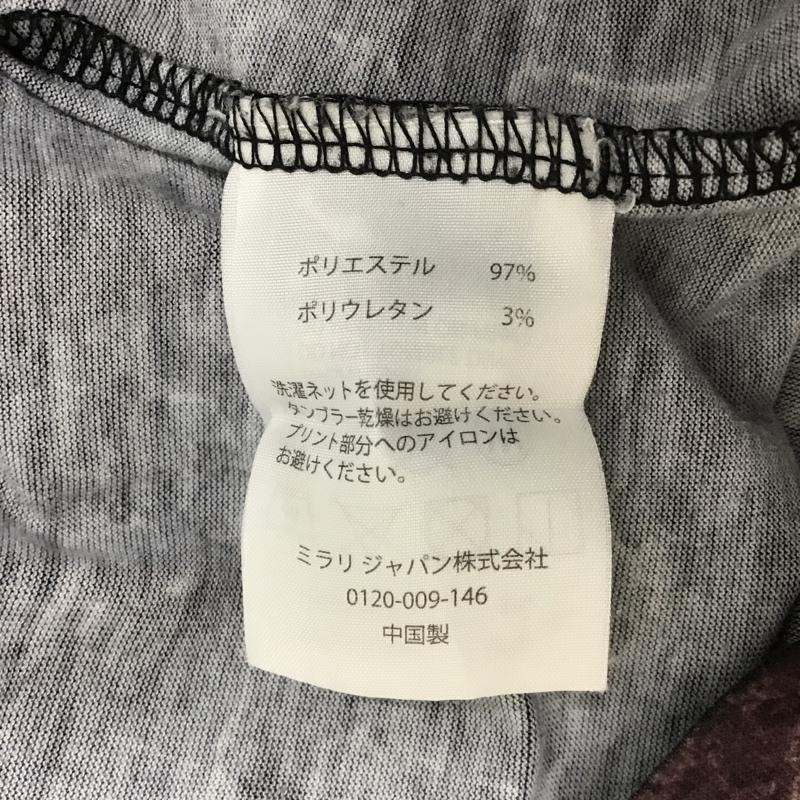 ポリエステル 97%
ポリウレタン 3%
洗濯ネットを使用してください。
タンブラー乾燥はお避けください。
プリント部分へのアイロンは
お避けください。
ミラリ ジャパン株式会社
0120-009-146
中国製